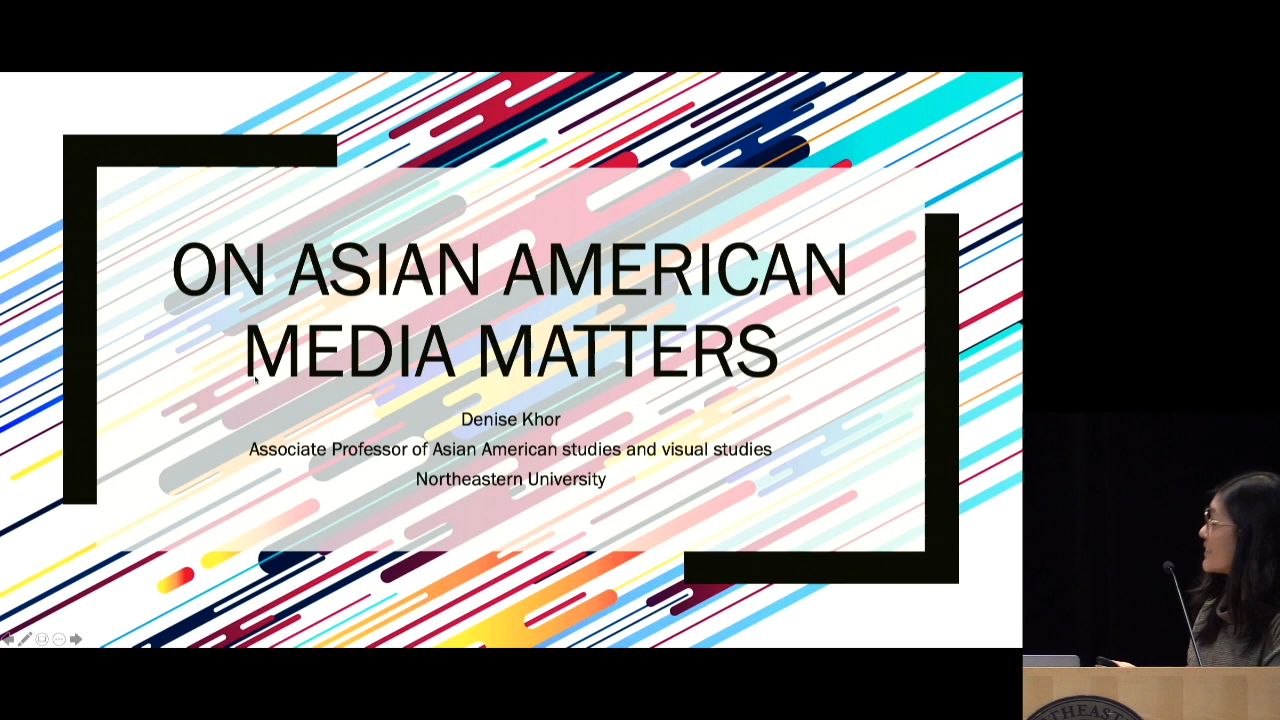 ON ASIAN AMERICAN
MEDIA MATTERS
Denise Khor
Associate Professor of Asian American studies and visual studies
Northeastern University